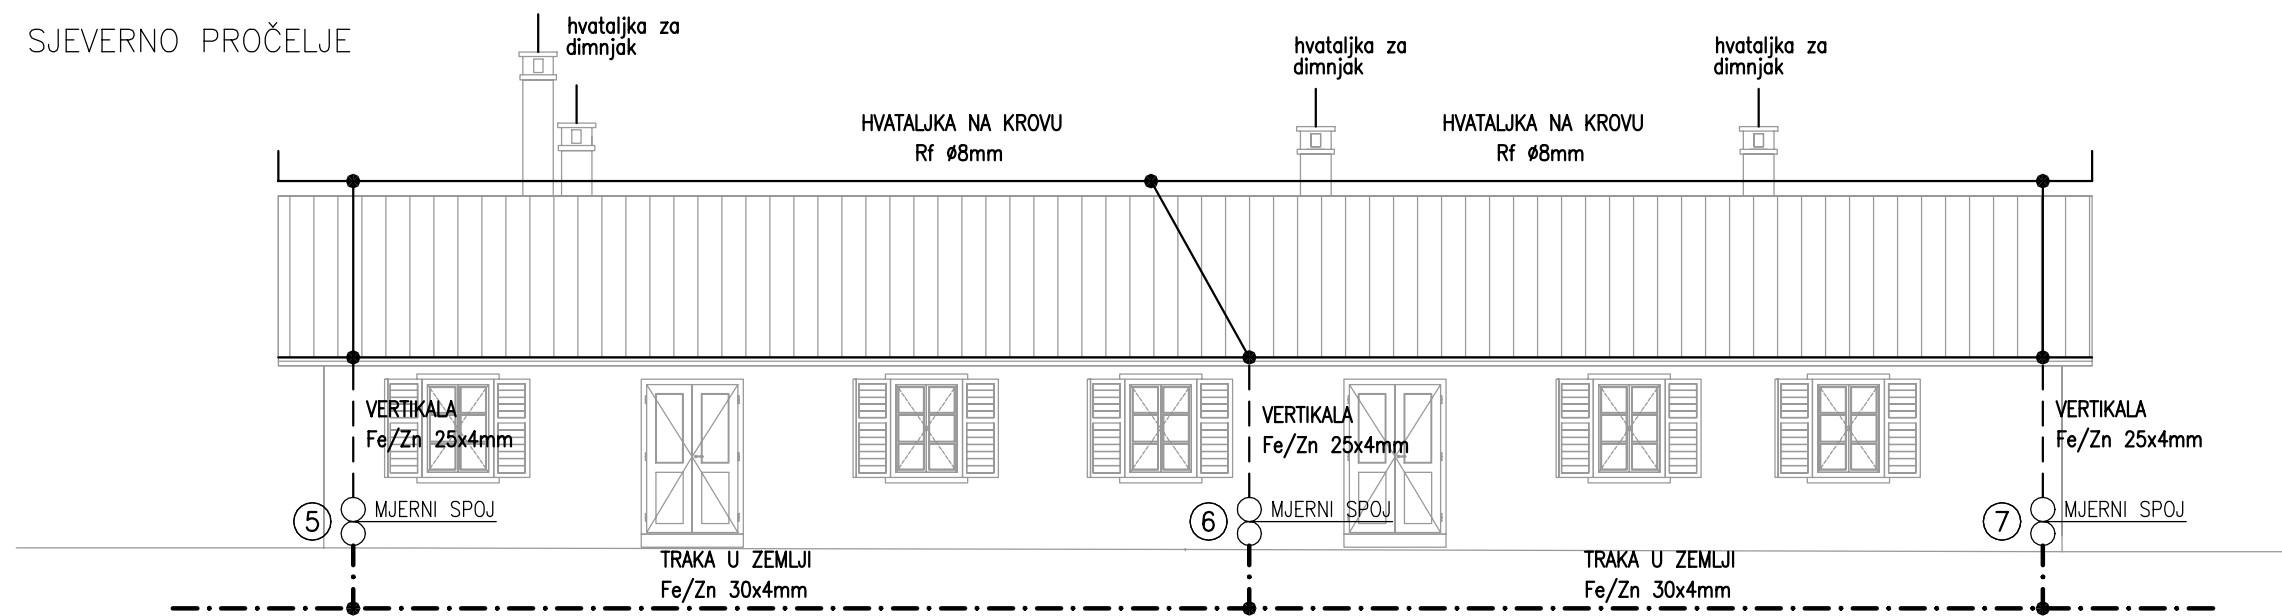 SJEVERNO PROČELJE
hvataljka za
dimnjak
hvataljka za
dimnjak
hvataljka za
dimnjak
HVATALJKA NA KROVU
Rf ø8mm
HVATALJKA NA KROVU
Rf ø8mm
VERTIKALA
Fe/Zn 25x4mm
VERTIKALA
Fe/Zn 25x4mm
VERTIKALA
Fe/Zn 25x4mm
5 MJERNI SPOJ
6 MJERNI SPOJ
7 MJERNI SPOJ
TRAKA U ZEMLJI
Fe/Zn 30x4mm
TRAKA U ZEMLJI
Fe/Zn 30x4mm